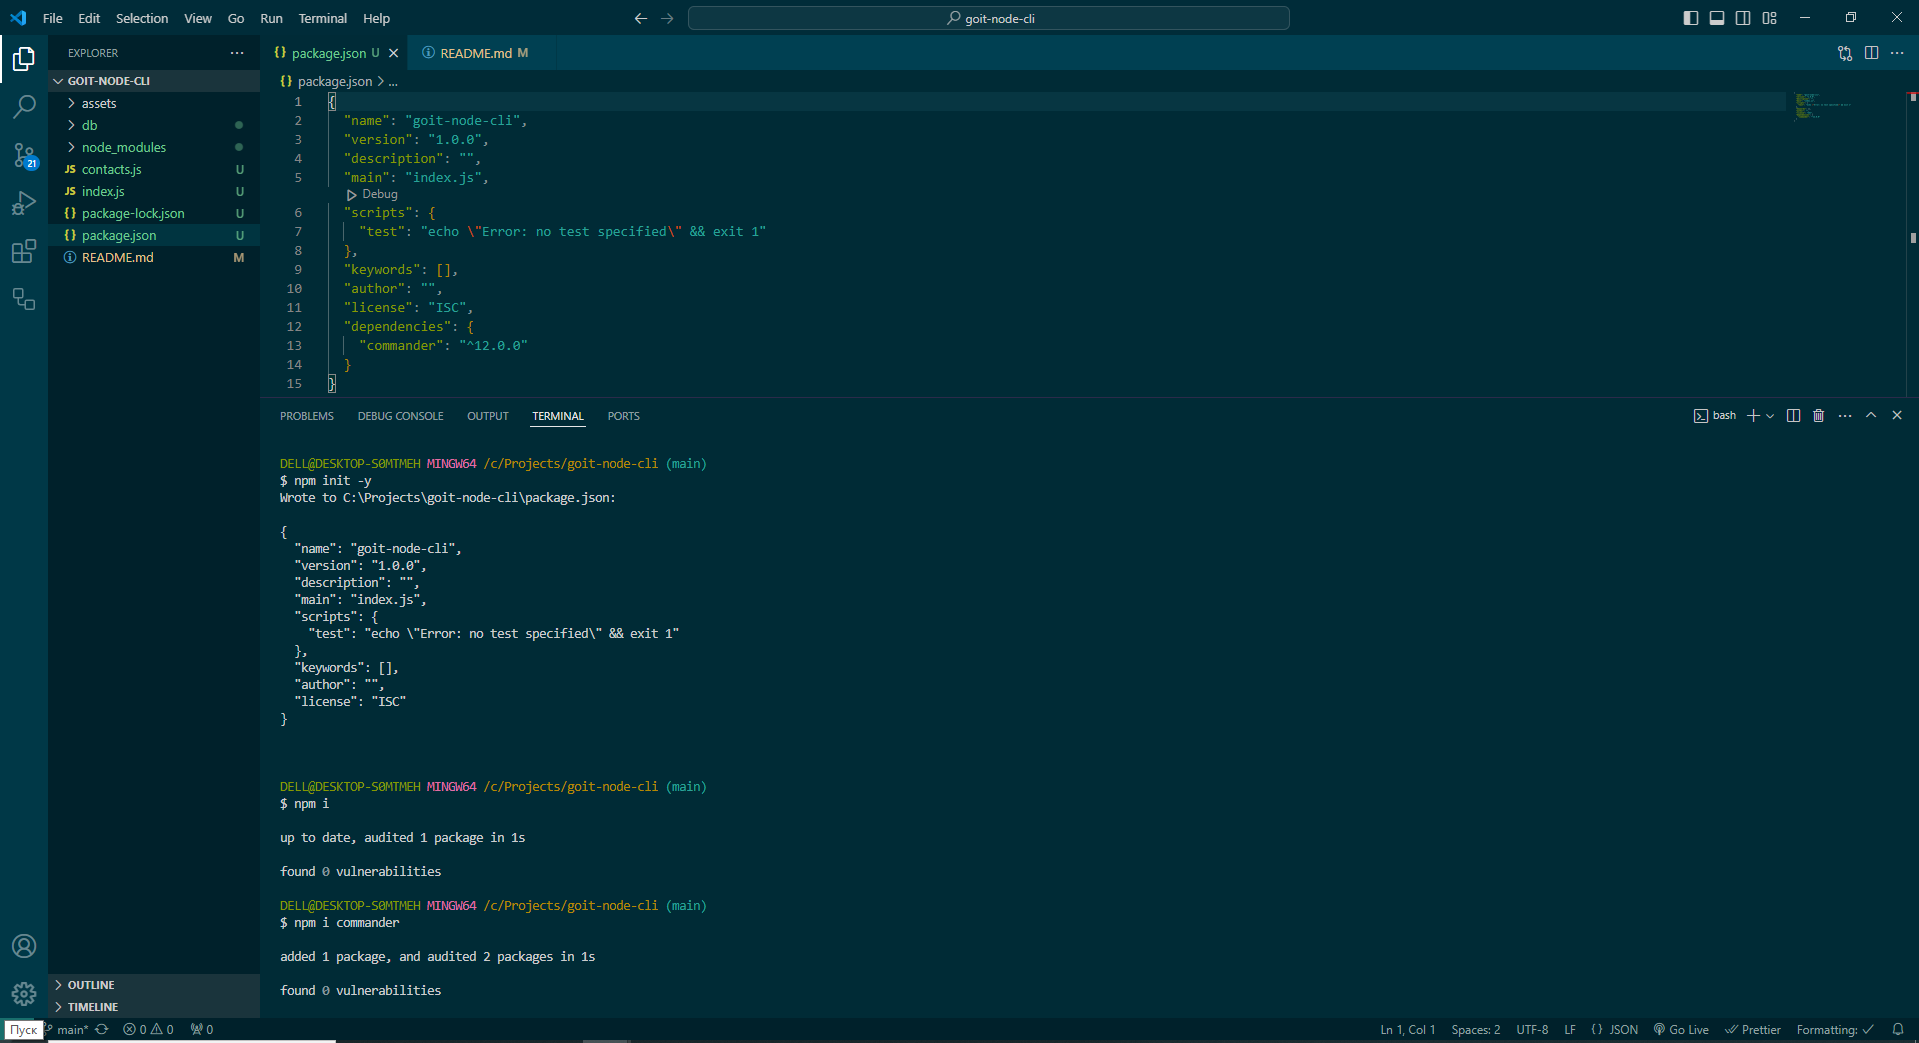 File Edit Selection View Go Run Terminal Help
goit-node-cli
EXPLORER
GOIT-NODE-CLI
assets
db
node_modules
JS contacts.js U
JS index.js U
{} package-lock.json U
{} package.json U
README.md M
OUTLINE
TIMELINE
21
{} package.json U
README.md M
{} package.json > ...
1 {
2 "name": "goit-node-cli",
3 "version": "1.0.0",
4 "description": "",
5 "main": "index.js",
Debug
6 "scripts": {
7 "test": "echo \"Error: no test specified\" && exit 1"
8 },
9 "keywords": [],
10 "author": "",
11 "license": "ISC",
12 "dependencies": {
13 "commander": "^12.0.0"
14 }
15 }
PROBLEMS DEBUG CONSOLE OUTPUT TERMINAL PORTS
bash
DELL@DESKTOP-S0MTMEH MINGW64 /c/Projects/goit-node-cli (main)
$ npm init -y
Wrote to C:\Projects\goit-node-cli\package.json:
{
"name": "goit-node-cli",
"version": "1.0.0",
"description": "",
"main": "index.js",
"scripts": {
"test": "echo \"Error: no test specified\" && exit 1"
},
"keywords": [],
"author": "",
"license": "ISC"
}
DELL@DESKTOP-S0MTMEH MINGW64 /c/Projects/goit-node-cli (main)
$ npm i
up to date, audited 1 package in 1s
found 0 vulnerabilities
DELL@DESKTOP-S0MTMEH MINGW64 /c/Projects/goit-node-cli (main)
$ npm i commander
added 1 package, and audited 2 packages in 1s
found 0 vulnerabilities
Пуск
main* 0 0 0
Ln 1, Col 1 Spaces: 2 UTF-8 LF {} JSON Go Live Prettier Formatting: